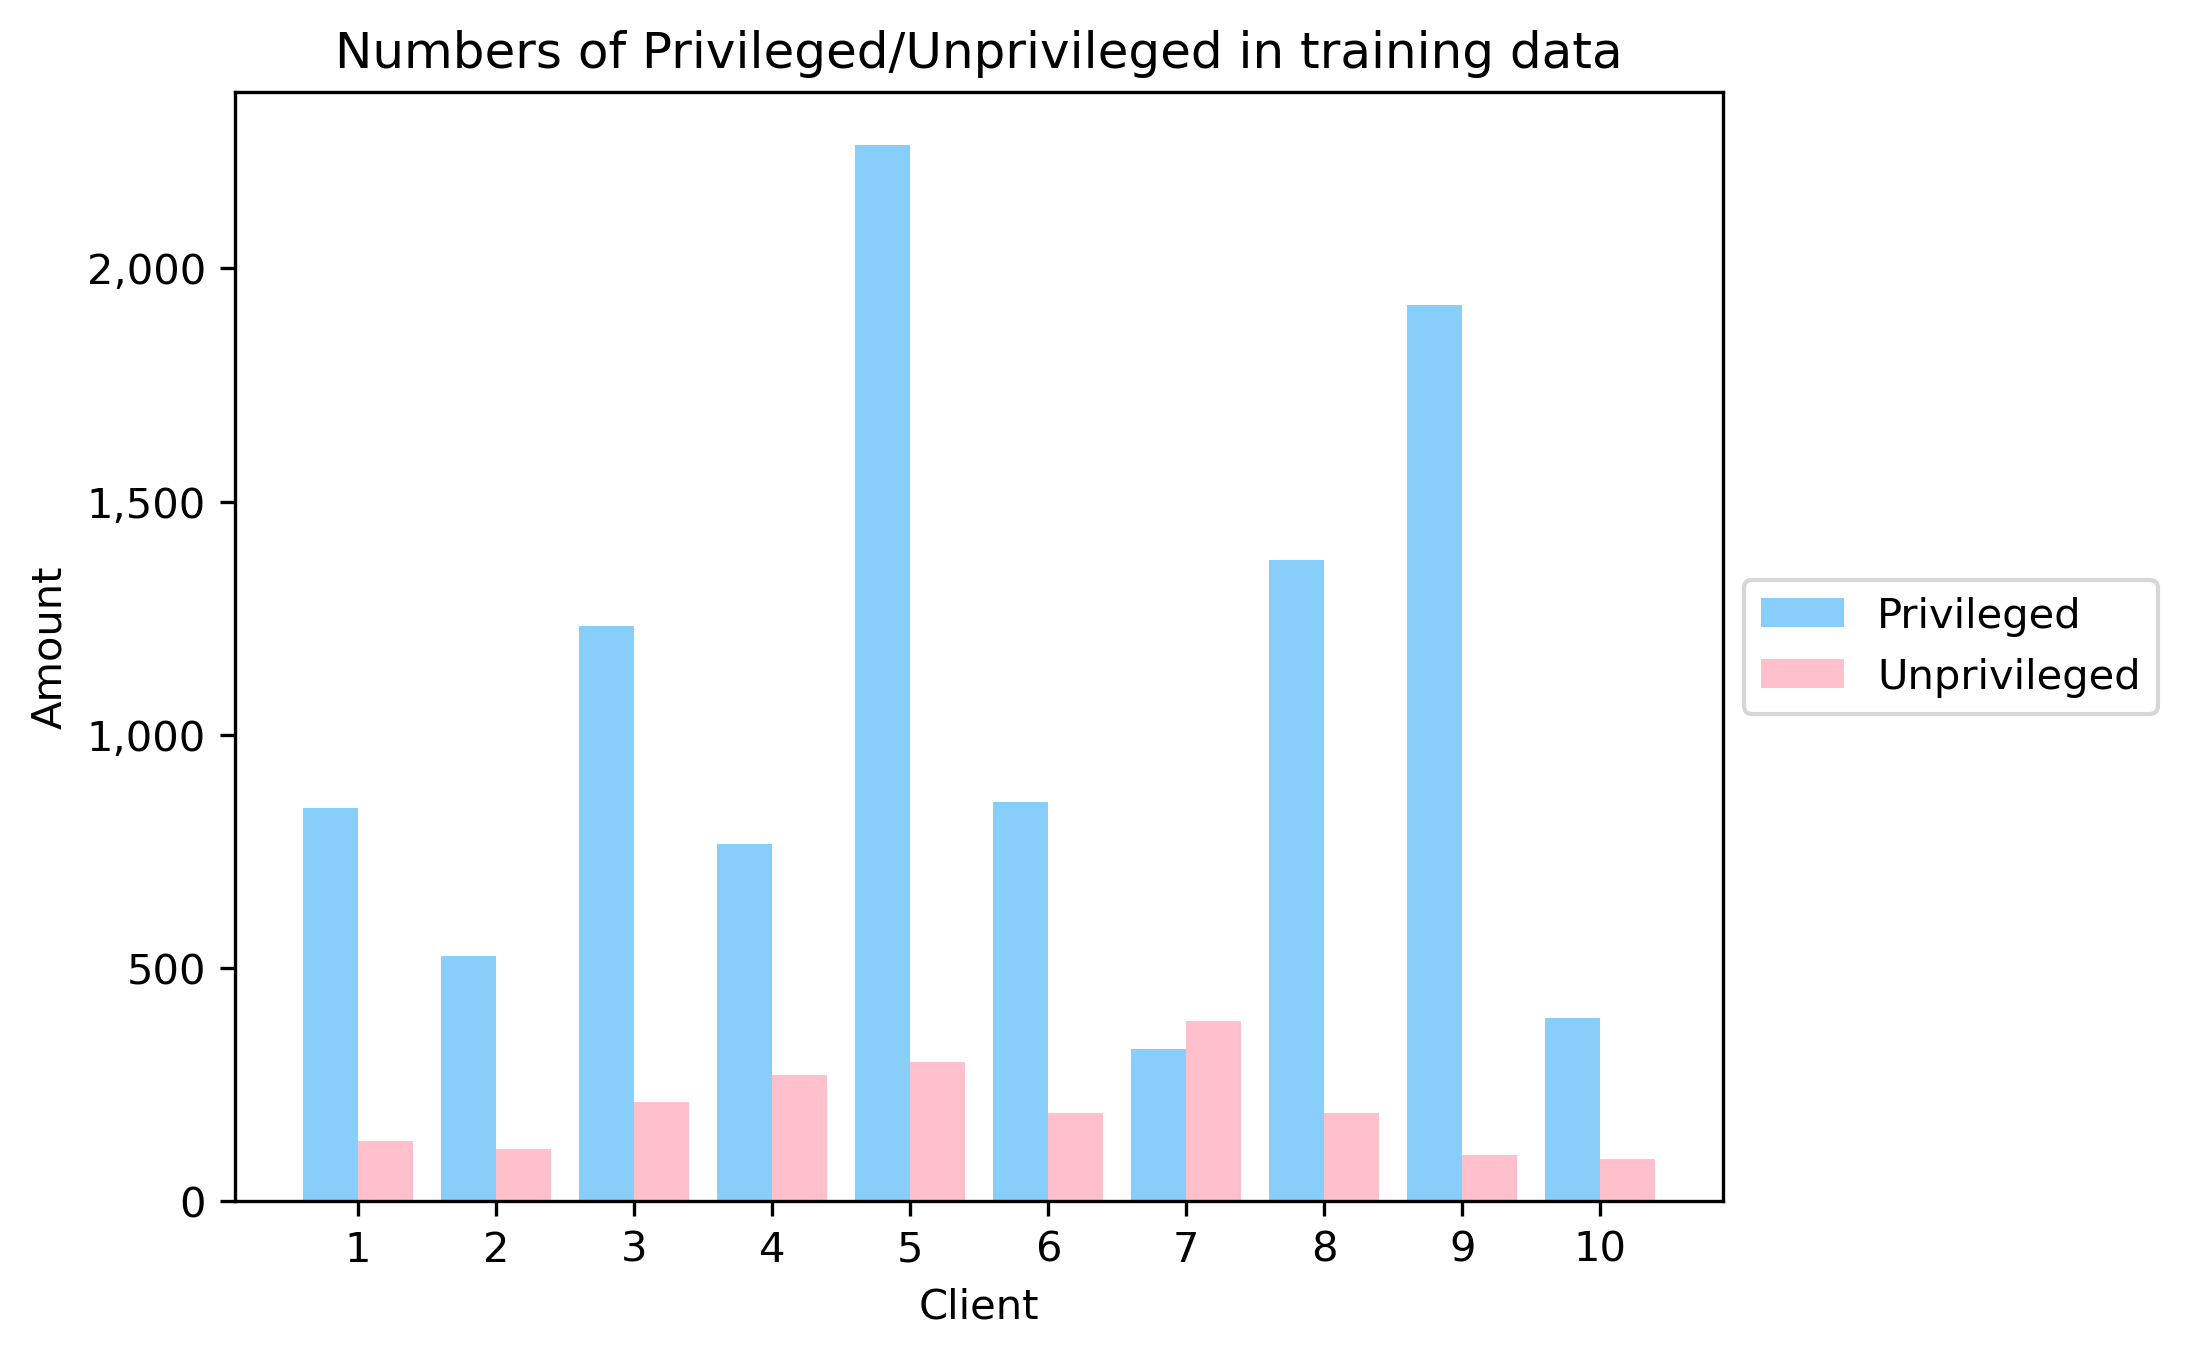 Numbers of Privileged/Unprivileged in training data
2,000
1,500
1,000
500
0
Amount
1 2 3 4 5 6 7 8 9 10
Client
Privileged
Unprivileged